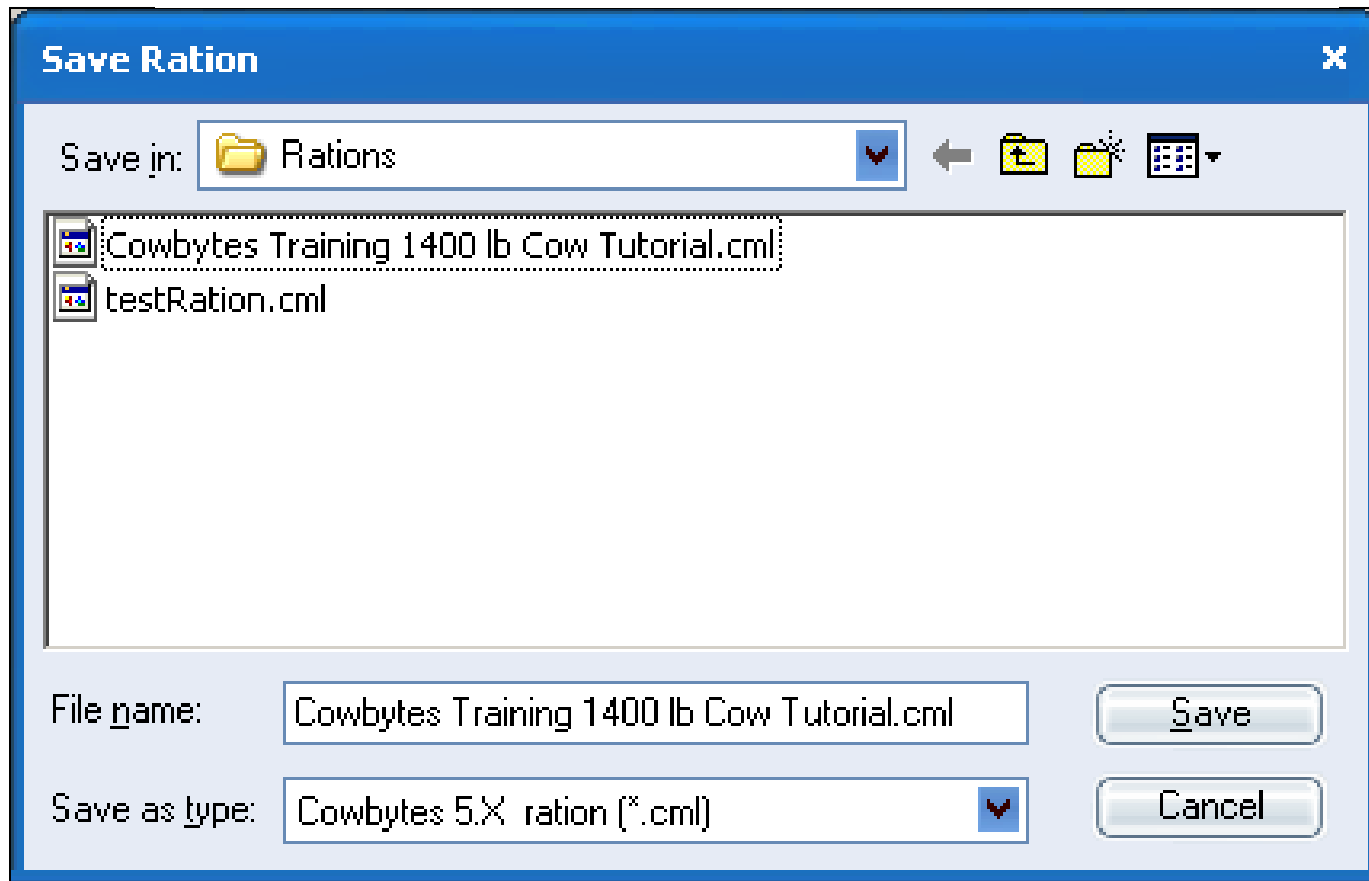 Save Ration
Save in: Rations
Cowbytes Training 1400 lb Cow Tutorial.cml
testRation.cml
File name: Cowbytes Training 1400 lb Cow Tutorial.cml Save
Save as type: Cowbytes 5.X ration (*.cml) Cancel